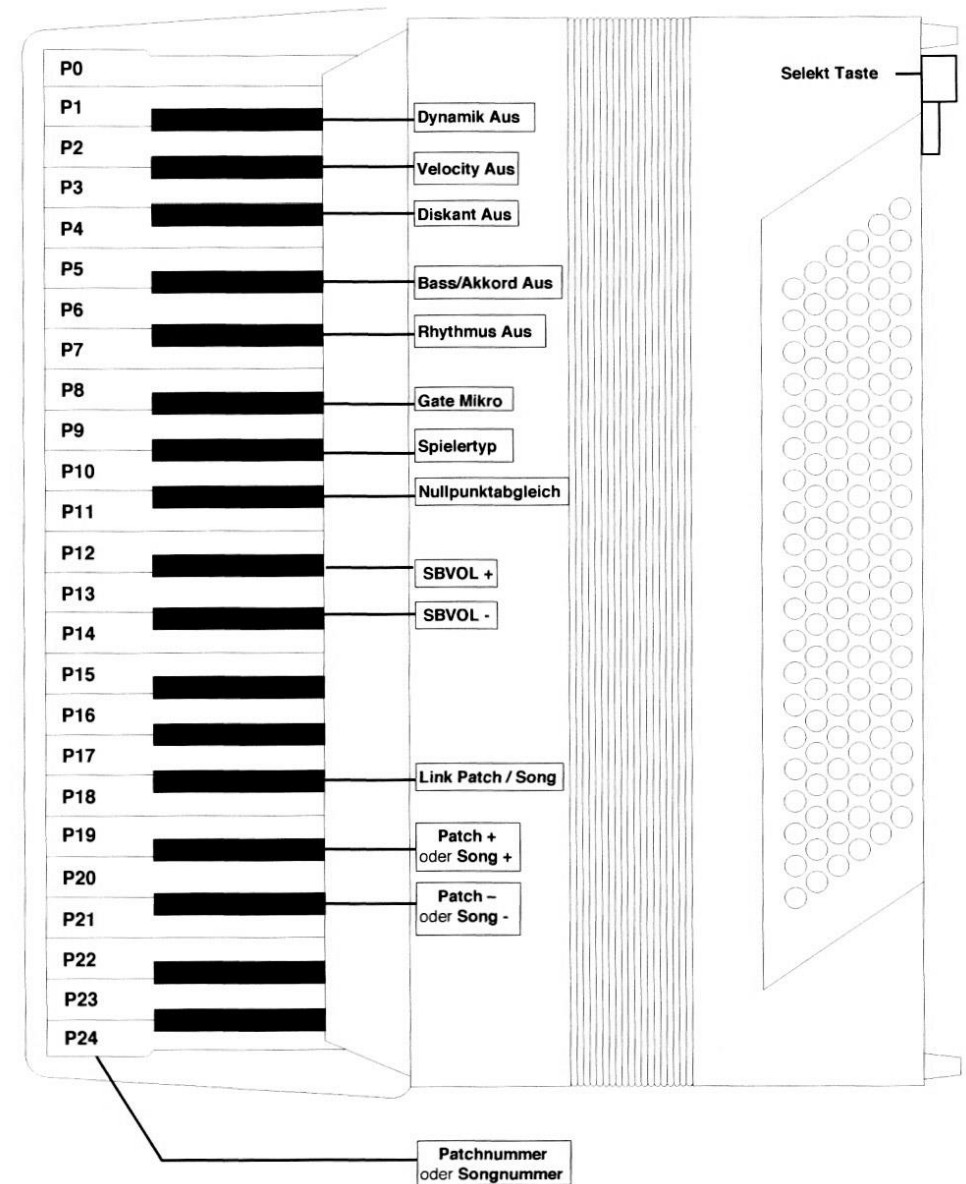 P0
Selekt Taste
P1
Dynamik Aus
P2
Velocity Aus
P3
Diskant Aus
P4
P5
Bass/Akkord Aus
P6
Rhythmus Aus
P7
P8
Gate Mikro
P9
Spielertyp
P10
Nullpunktabgleich
P11
P12
SBVOL +
P13
SBVOL -
P14
P15
P16
P17
Link Patch / Song
P18
P19
Patch +
oder Song +
P20
Patch –
oder Song -
P21
P22
P23
P24
Patchnummer
oder Songnummer